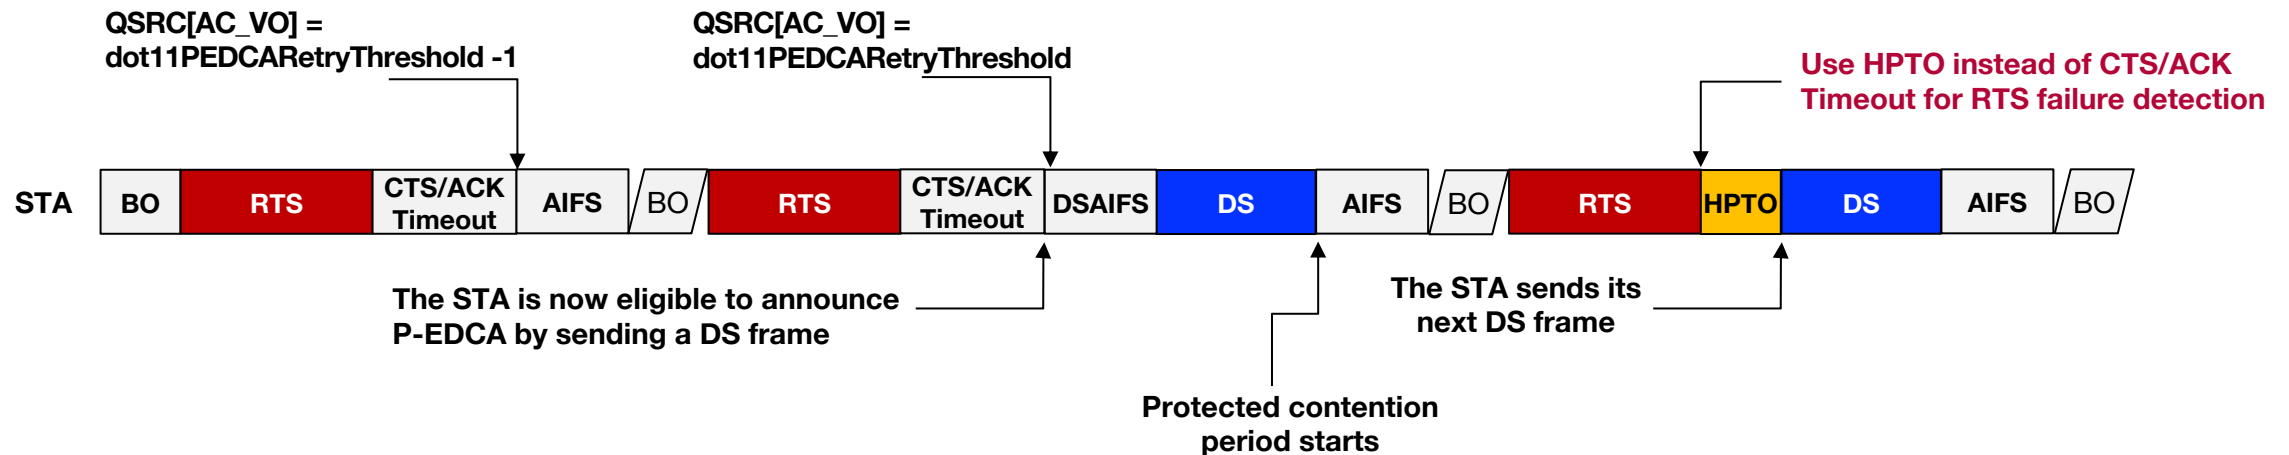 QSRC[AC_VO] =
dot11PEDCARetryThreshold -1
QSRC[AC_VO] =
dot11PEDCARetryThreshold
Use HPTO instead of CTS/ACK
Timeout for RTS failure detection
STA
BO
RTS
CTS/ACK
Timeout
AIFS
BO
RTS
CTS/ACK
Timeout
DSAIFS
DS
AIFS
BO
RTS
HPTO
DS
AIFS
BO
The STA is now eligible to announce
P-EDCA by sending a DS frame
The STA sends its
next DS frame
Protected contention
period starts